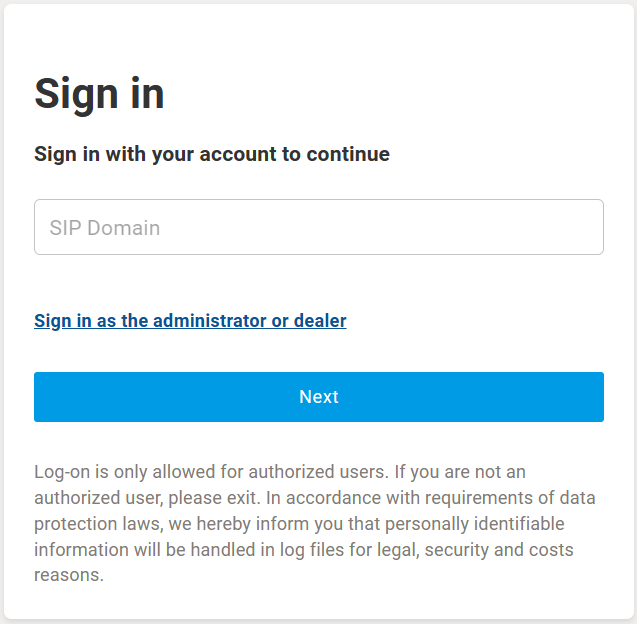 Sign in
Sign in with your account to continue
SIP Domain
Sign in as the administrator or dealer
Next
Log-on is only allowed for authorized users. If you are not an
authorized user, please exit. In accordance with requirements of data
protection laws, we hereby inform you that personally identifiable
information will be handled in log files for legal, security and costs
reasons.